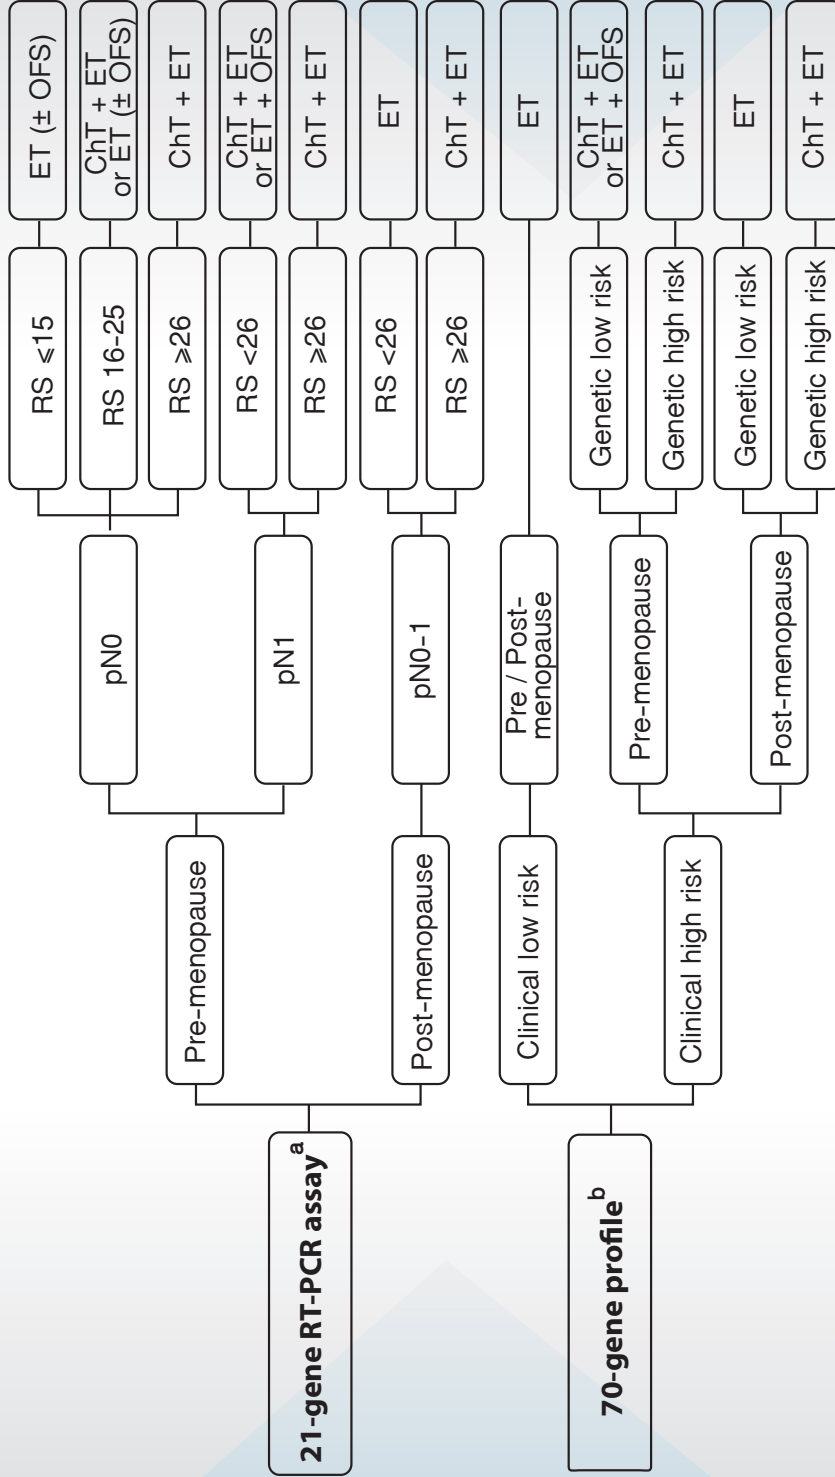 21-gene RT-PCR assay a
Pre-menopause
pN0
RS ⩽15
ET (± OFS)
RS 16-25
ChT + ET
or ET (± OFS)
RS ⩾26
ChT + ET
pN1
RS <26
ChT + ET
or ET + OFS
RS ⩾26
ChT + ET
Post-menopause
pN0-1
RS <26
ET
RS ⩾26
ChT + ET
70-gene profile b
Clinical low risk
Pre / Post-
menopause
ET
Clinical high risk
Pre-menopause
Genetic low risk
ChT + ET
or ET + OFS
Genetic high risk
ChT + ET
Post-menopause
Genetic low risk
ET
Genetic high risk
ChT + ET